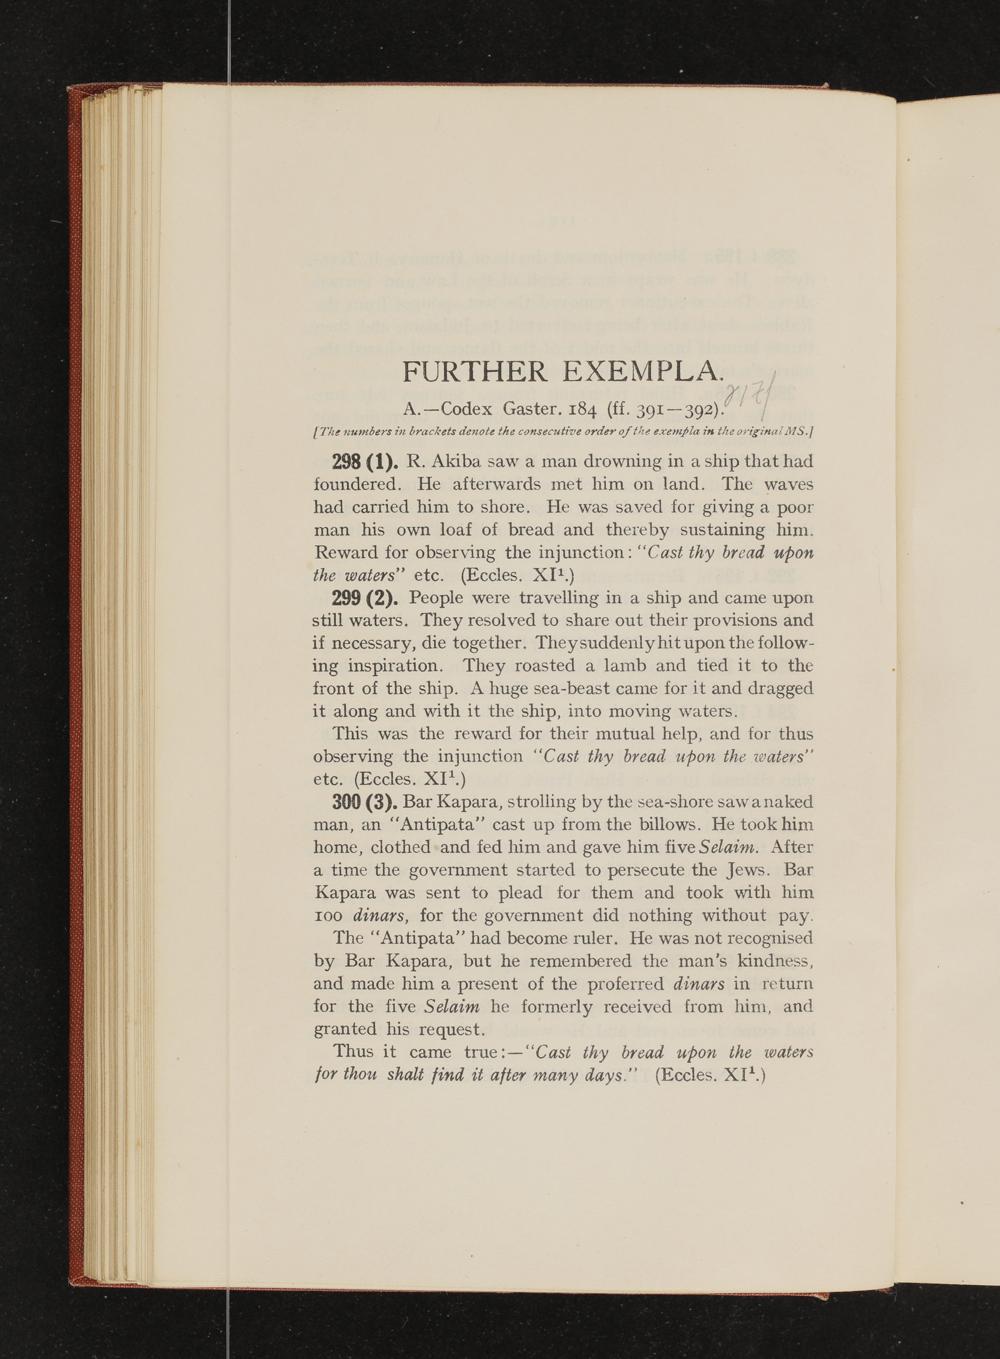 FURTHER EXEMPLA.
A.—Codex Gaster. 184 (ff. 391—392).
[The numbers in brackets denote the consecutive order of the exempla in the original MS.]
298 (1). R. Akiba saw a man drowning in a ship that had
foundered. He afterwards met him on land. The waves
had carried him to shore. He was saved for giving a poor
man his own loaf of bread and thereby sustaining him.
Reward for observing the injunction: “Cast thy bread upon
the waters” etc. (Eccles. XI¹.)
299 (2). People were travelling in a ship and came upon
still waters. They resolved to share out their provisions and
if necessary, die together. They suddenly hit upon the follow-
ing inspiration. They roasted a lamb and tied it to the
front of the ship. A huge sea-beast came for it and dragged
it along and with it the ship, into moving waters.
This was the reward for their mutual help, and for thus
observing the injunction “Cast thy bread upon the waters”
etc. (Eccles. XI¹.)
300 (3). Bar Kapara, strolling by the sea-shore saw a naked
man, an “Antipata” cast up from the billows. He took him
home, clothed and fed him and gave him five Selaim. After
a time the government started to persecute the Jews. Bar
Kapara was sent to plead for them and took with him
100 dinars, for the government did nothing without pay.
The “Antipata” had become ruler. He was not recognised
by Bar Kapara, but he remembered the man’s kindness,
and made him a present of the proferred dinars in return
for the five Selaim he formerly received from him, and
granted his request.
Thus it came true:—“Cast thy bread upon the waters
for thou shalt find it after many days.” (Eccles. XI¹.)